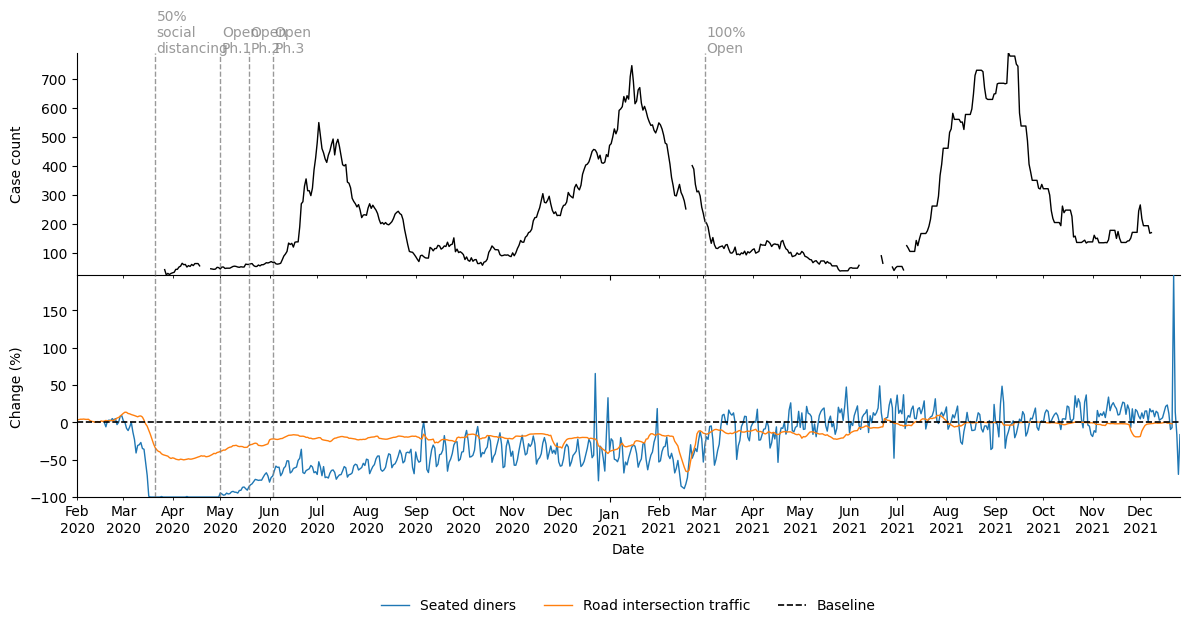 50%
social
distancing
Open
Ph.1
Open
Ph.2
Open
Ph.3
100%
Open
Case count
700
600
500
400
300
200
100
Change (%)
150
100
50
0
−50
−100
Feb Mar Apr May Jun Jul Aug Sep Oct Nov Dec Jan Feb Mar Apr May Jun Jul Aug Sep Oct Nov Dec
2020 2020 2020 2020 2020 2020 2020 2020 2020 2020 2020 2021 2021 2021 2021 2021 2021 2021 2021 2021 2021 2021 2021
Date
Seated diners Road intersection traffic Baseline